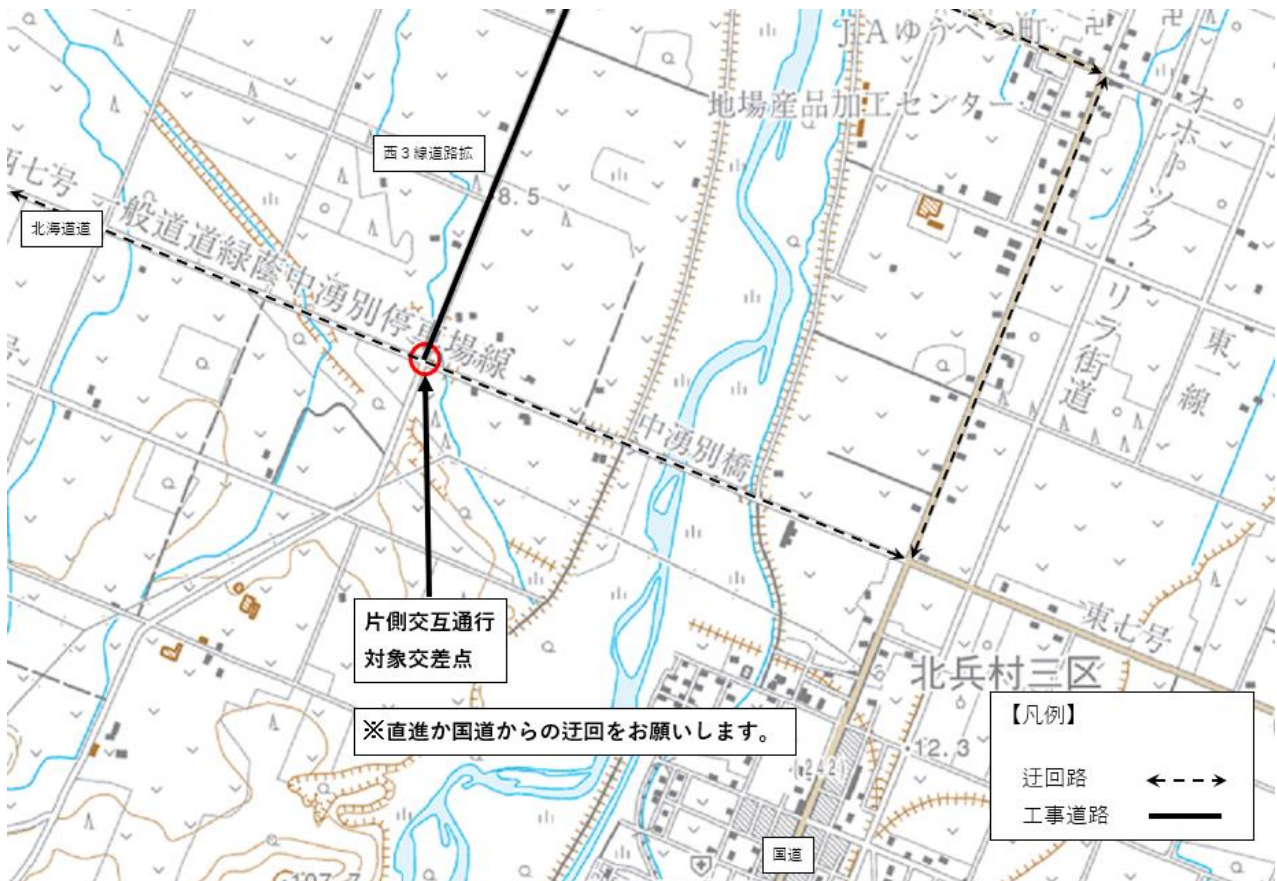 JAゆうべつ町
地場産品加工センター
オホーツク・リラ街道
西3線道路拡
8.5
西七号
北海道道
一般道道緑蔭中湧別停車場線
東一線
中湧別橋
東七号
片側交互通行
対象交差点
北兵村三区
※直進か国道からの迂回をお願いします。
12.3
(242)
国道
107.7
【凡例】
迂回路
工事道路